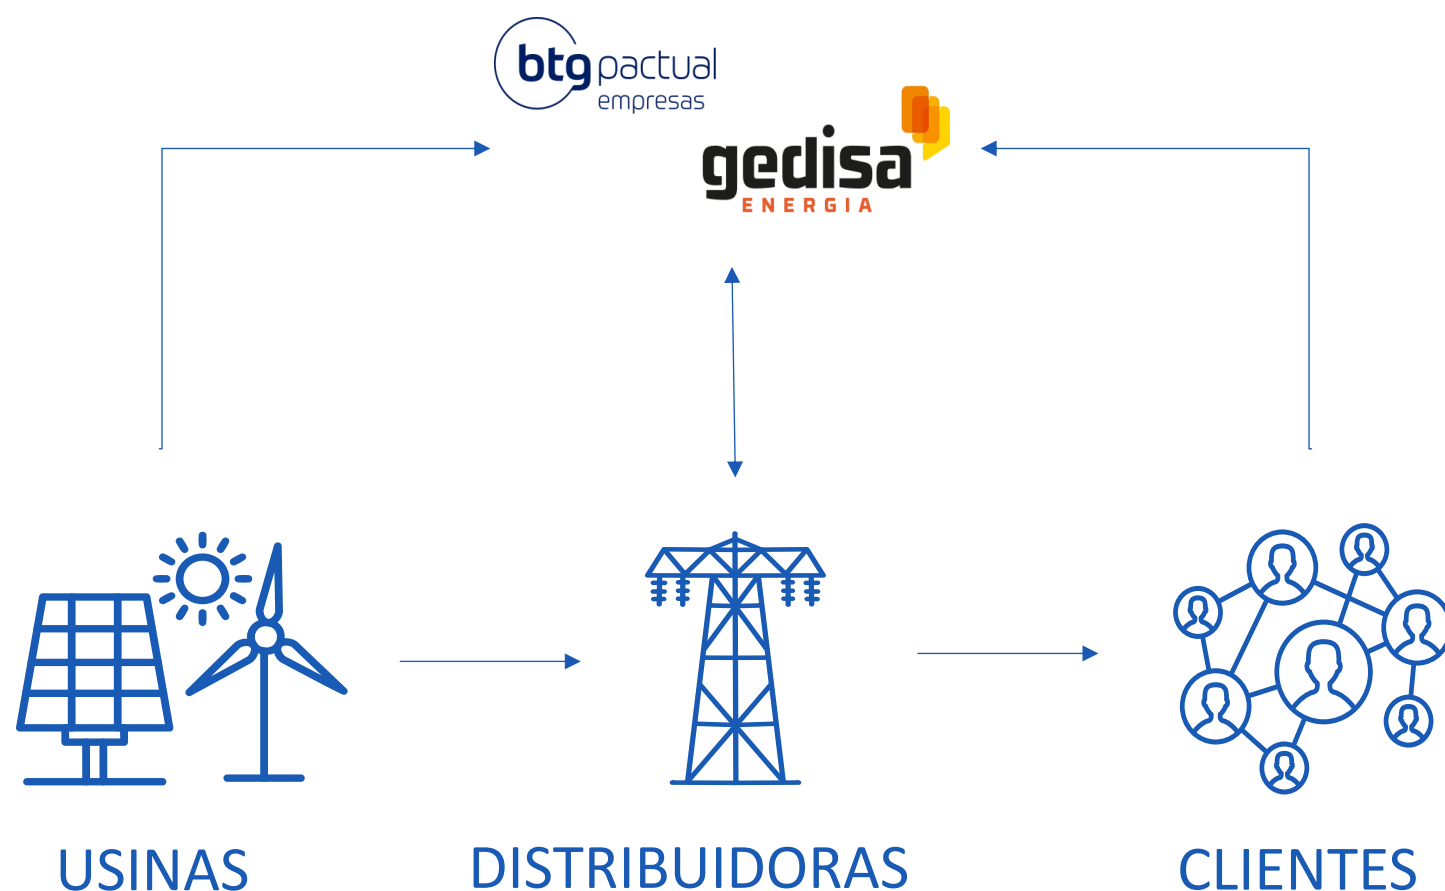 btg pactual
empresas
gedisa
ENERGIA
USINAS
DISTRIBUIDORAS
CLIENTES